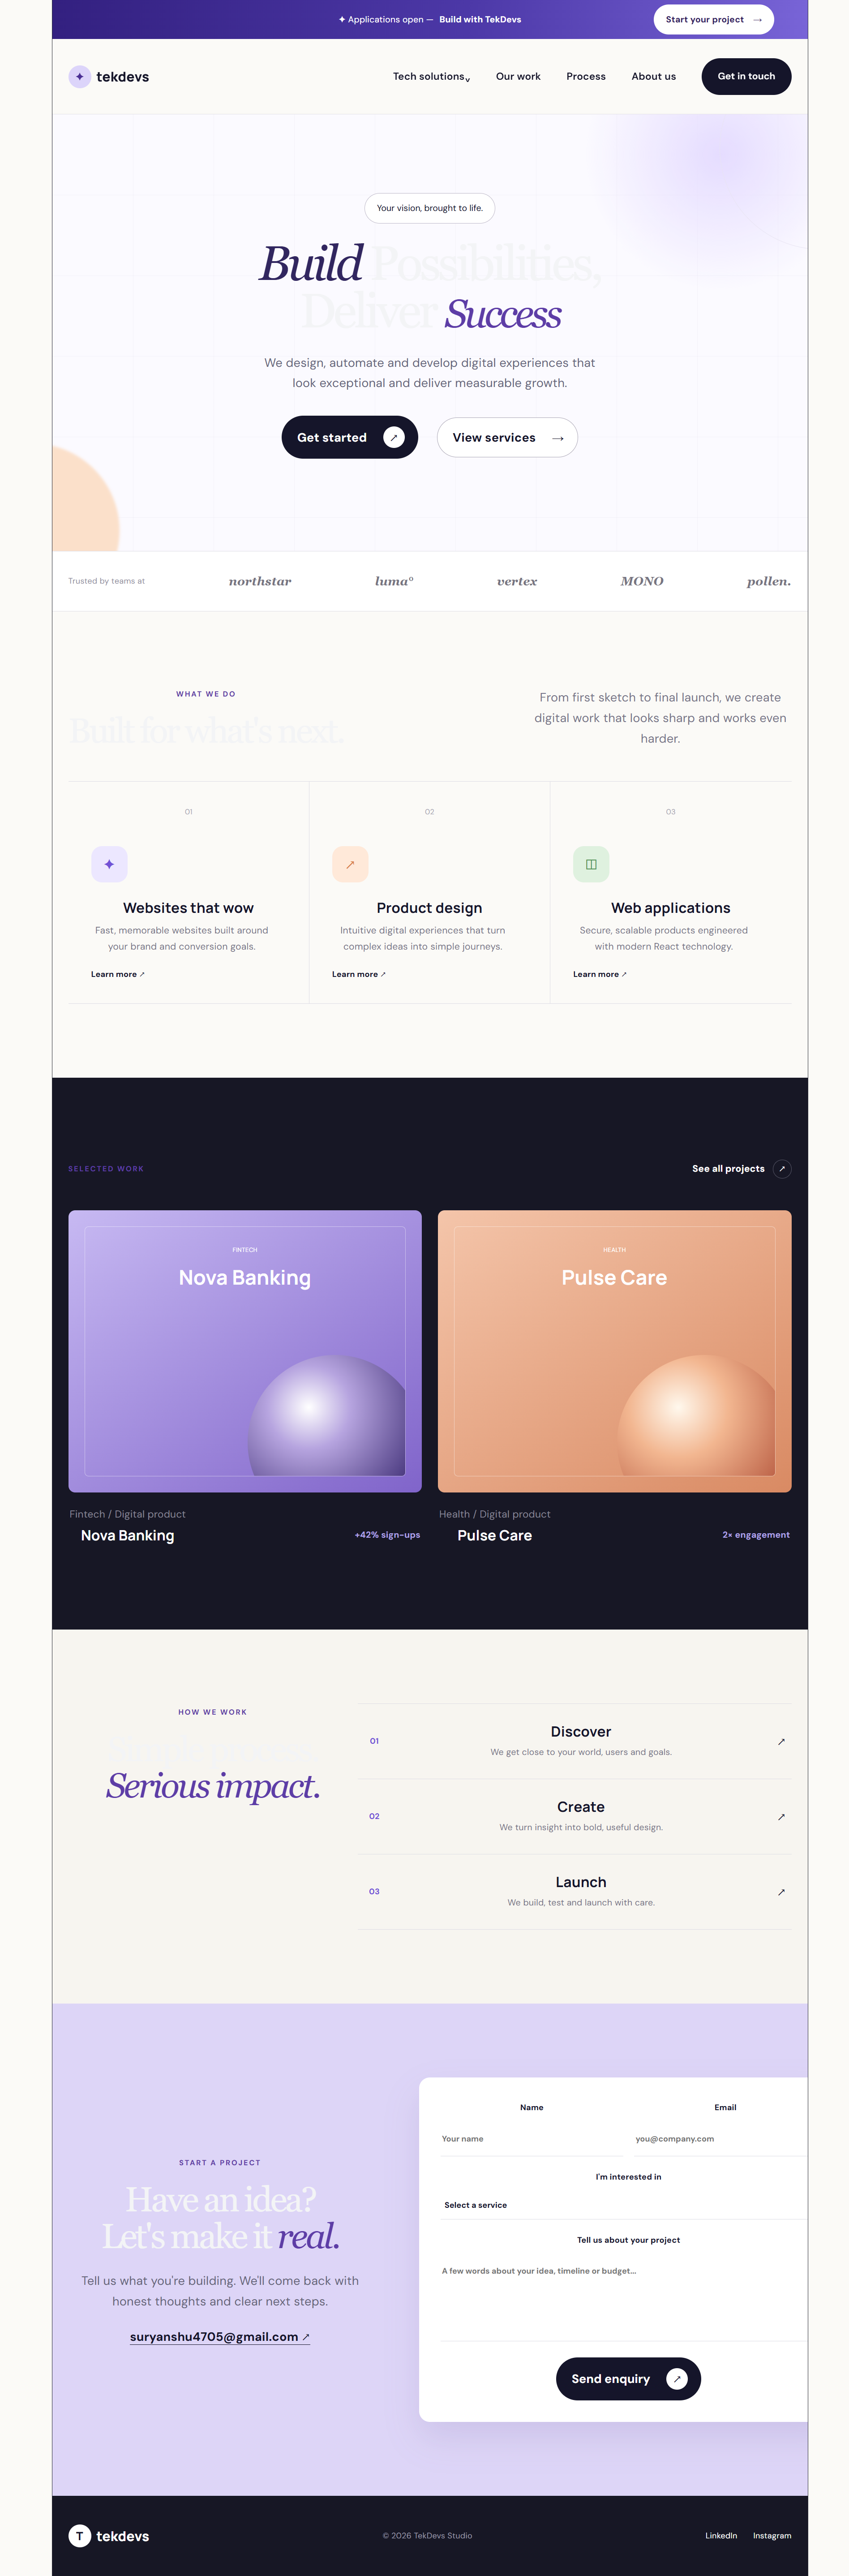 ✦ Applications open — Build with TekDevs
Start your project →
✦ tekdevs
Tech solutions⌄ Our work Process About us Get in touch
Your vision, brought to life.
Build Possibilities,
Deliver Success
We design, automate and develop digital experiences that
look exceptional and deliver measurable growth.
Get started ↗ View services →
Trusted by teams at northstar luma° vertex MONO pollen.
WHAT WE DO
Built for what's next.
From first sketch to final launch, we create
digital work that looks sharp and works even
harder.
01
✦
Websites that wow
Fast, memorable websites built around
your brand and conversion goals.
Learn more ↗
02
↗
Product design
Intuitive digital experiences that turn
complex ideas into simple journeys.
Learn more ↗
03
◫
Web applications
Secure, scalable products engineered
with modern React technology.
Learn more ↗
SELECTED WORK
See all projects ↗
FINTECH
Nova Banking
Fintech / Digital product
Nova Banking
+42% sign-ups
HEALTH
Pulse Care
Health / Digital product
Pulse Care
2× engagement
HOW WE WORK
Serious impact.
01
Discover
We get close to your world, users and goals.
↗
02
Create
We turn insight into bold, useful design.
↗
03
Launch
We build, test and launch with care.
↗
START A PROJECT
Have an idea?
Let's make it real.
Tell us what you're building. We'll come back with
honest thoughts and clear next steps.
suryanshu4705@gmail.com ↗
Name Email
Your name you@company.com
I'm interested in
Select a service
Tell us about your project
A few words about your idea, timeline or budget...
Send enquiry ↗
T tekdevs
© 2026 TekDevs Studio
LinkedIn Instagram